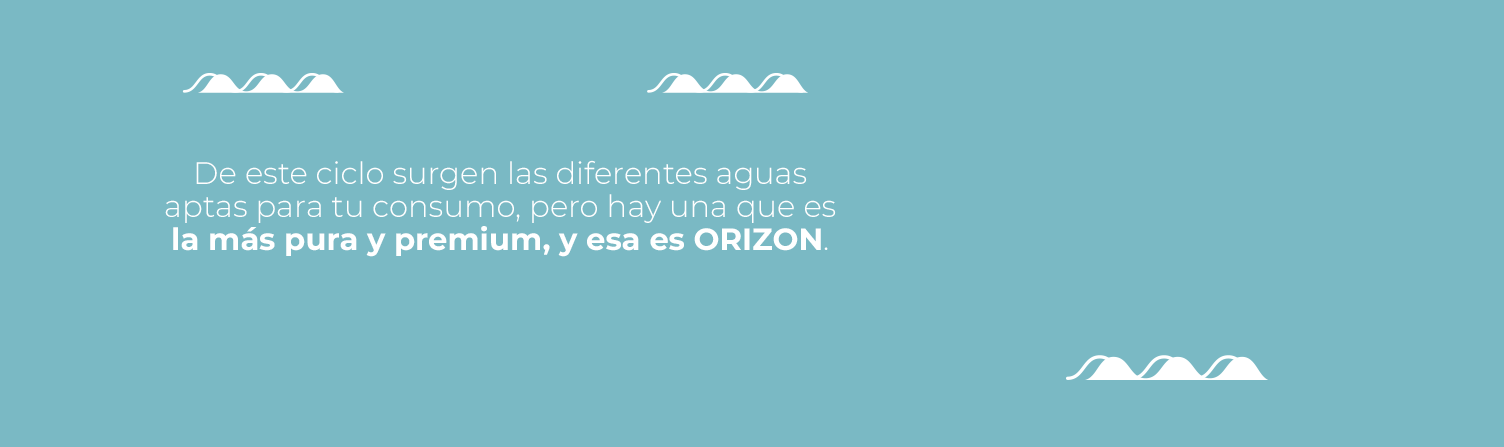 De este ciclo surgen las diferentes aguas
aptas para tu consumo, pero hay una que es
la más pura y premium, y esa es ORIZON.